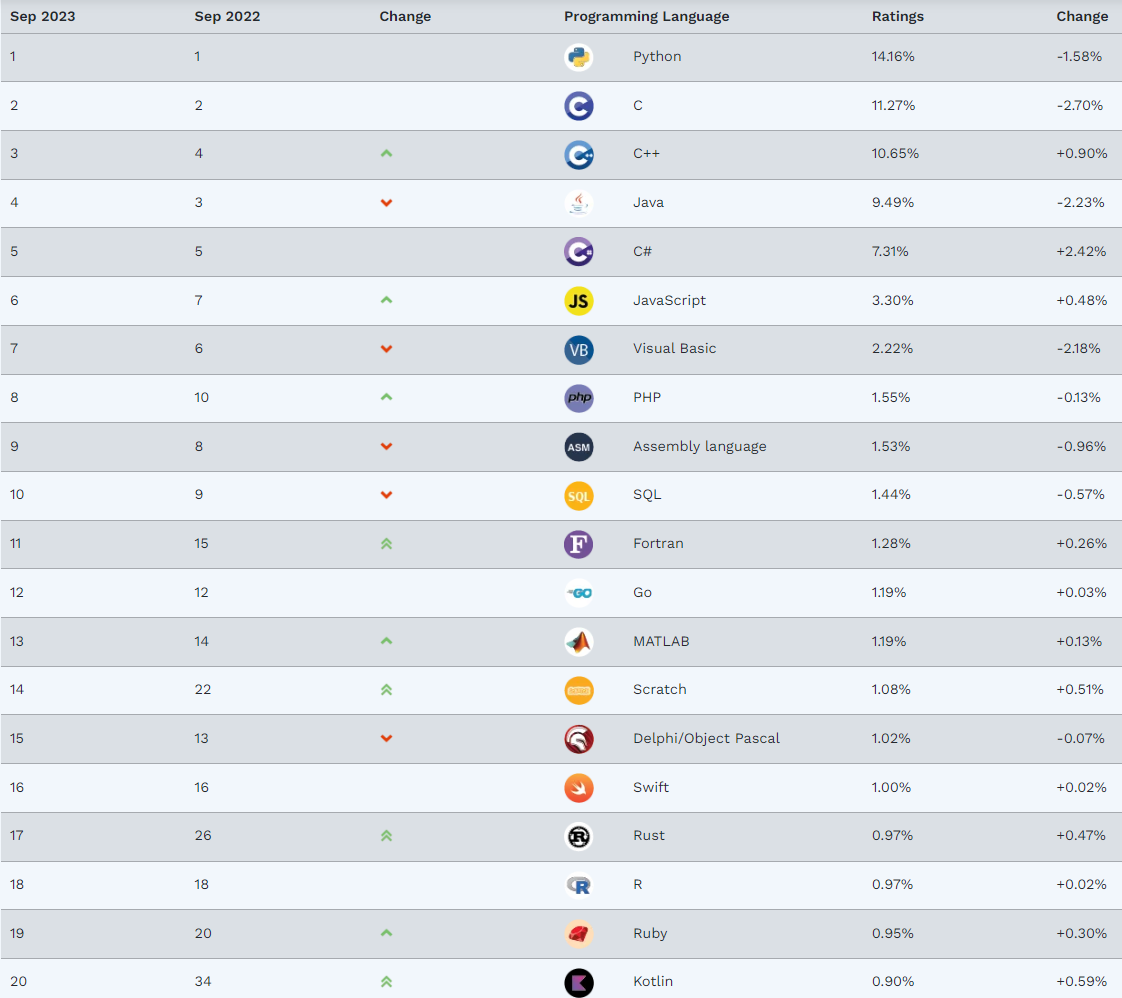 Sep 2023 Sep 2022 Change Programming Language Ratings Change
1 1 Python 14.16% -1.58%
2 2 C 11.27% -2.70%
3 4 C++ 10.65% +0.90%
4 3 Java 9.49% -2.23%
5 5 C# 7.31% +2.42%
6 7 JS JavaScript 3.30% +0.48%
7 6 VB Visual Basic 2.22% -2.18%
8 10 php PHP 1.55% -0.13%
9 8 ASM Assembly language 1.53% -0.96%
10 9 SQL SQL 1.44% -0.57%
11 15 F Fortran 1.28% +0.26%
12 12 GO Go 1.19% +0.03%
13 14 MATLAB 1.19% +0.13%
14 22 Scratch 1.08% +0.51%
15 13 Delphi/Object Pascal 1.02% -0.07%
16 16 Swift 1.00% +0.02%
17 26 R Rust 0.97% +0.47%
18 18 R R 0.97% +0.02%
19 20 Ruby 0.95% +0.30%
20 34 Kotlin 0.90% +0.59%